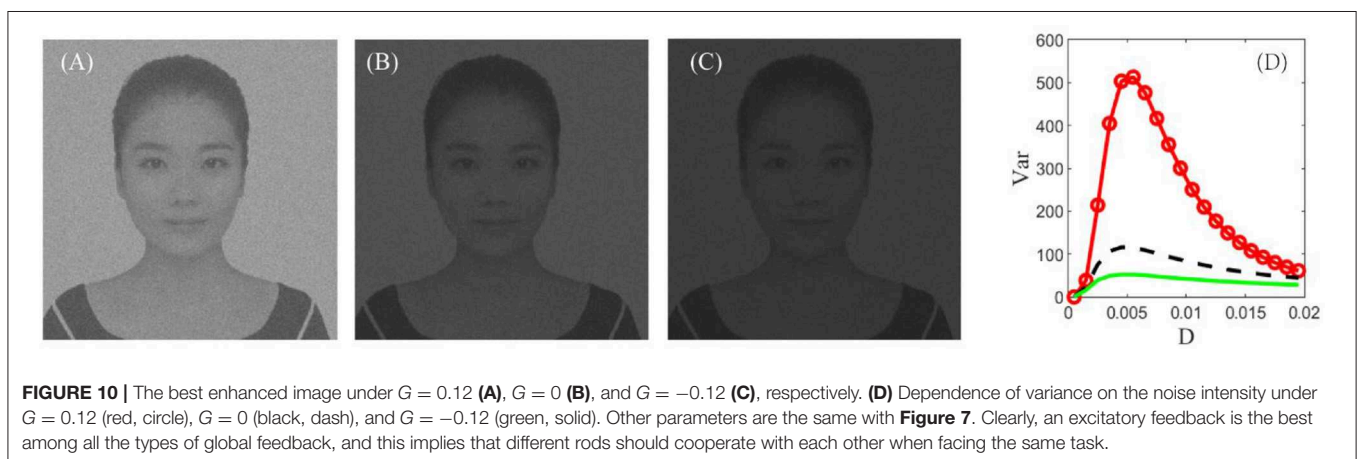 (A)
(B)
(C)
(D)
600
500
400
300
200
100
0
Var
0
0.005
0.01
0.015
0.02
D
FIGURE 10 | The best enhanced image under G = 0.12 (A), G = 0 (B), and G = −0.12 (C), respectively. (D) Dependence of variance on the noise intensity under
G = 0.12 (red, circle), G = 0 (black, dash), and G = −0.12 (green, solid). Other parameters are the same with Figure 7. Clearly, an excitatory feedback is the best
among all the types of global feedback, and this implies that different rods should cooperate with each other when facing the same task.